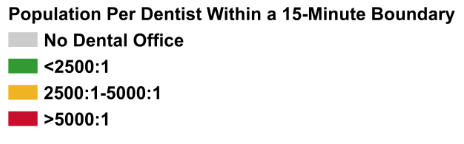 Population Per Dentist Within a 15-Minute Boundary
No Dental Office
<2500:1
2500:1-5000:1
>5000:1